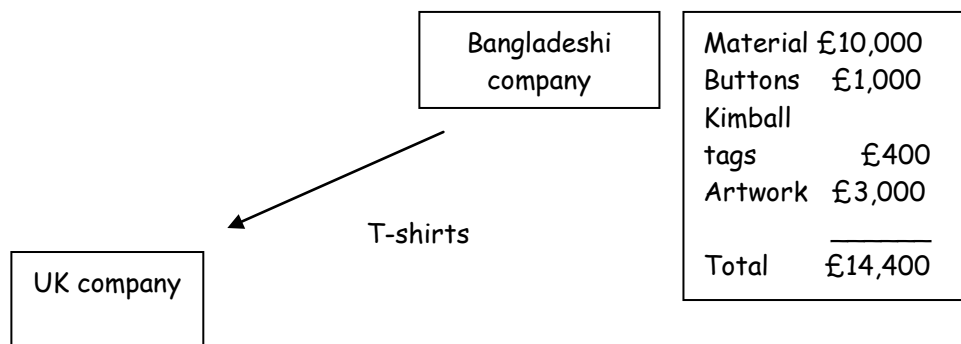 Bangladeshi
company
Material £10,000
Buttons £1,000
Kimball
tags £400
Artwork £3,000
Total £14,400
T-shirts
UK company